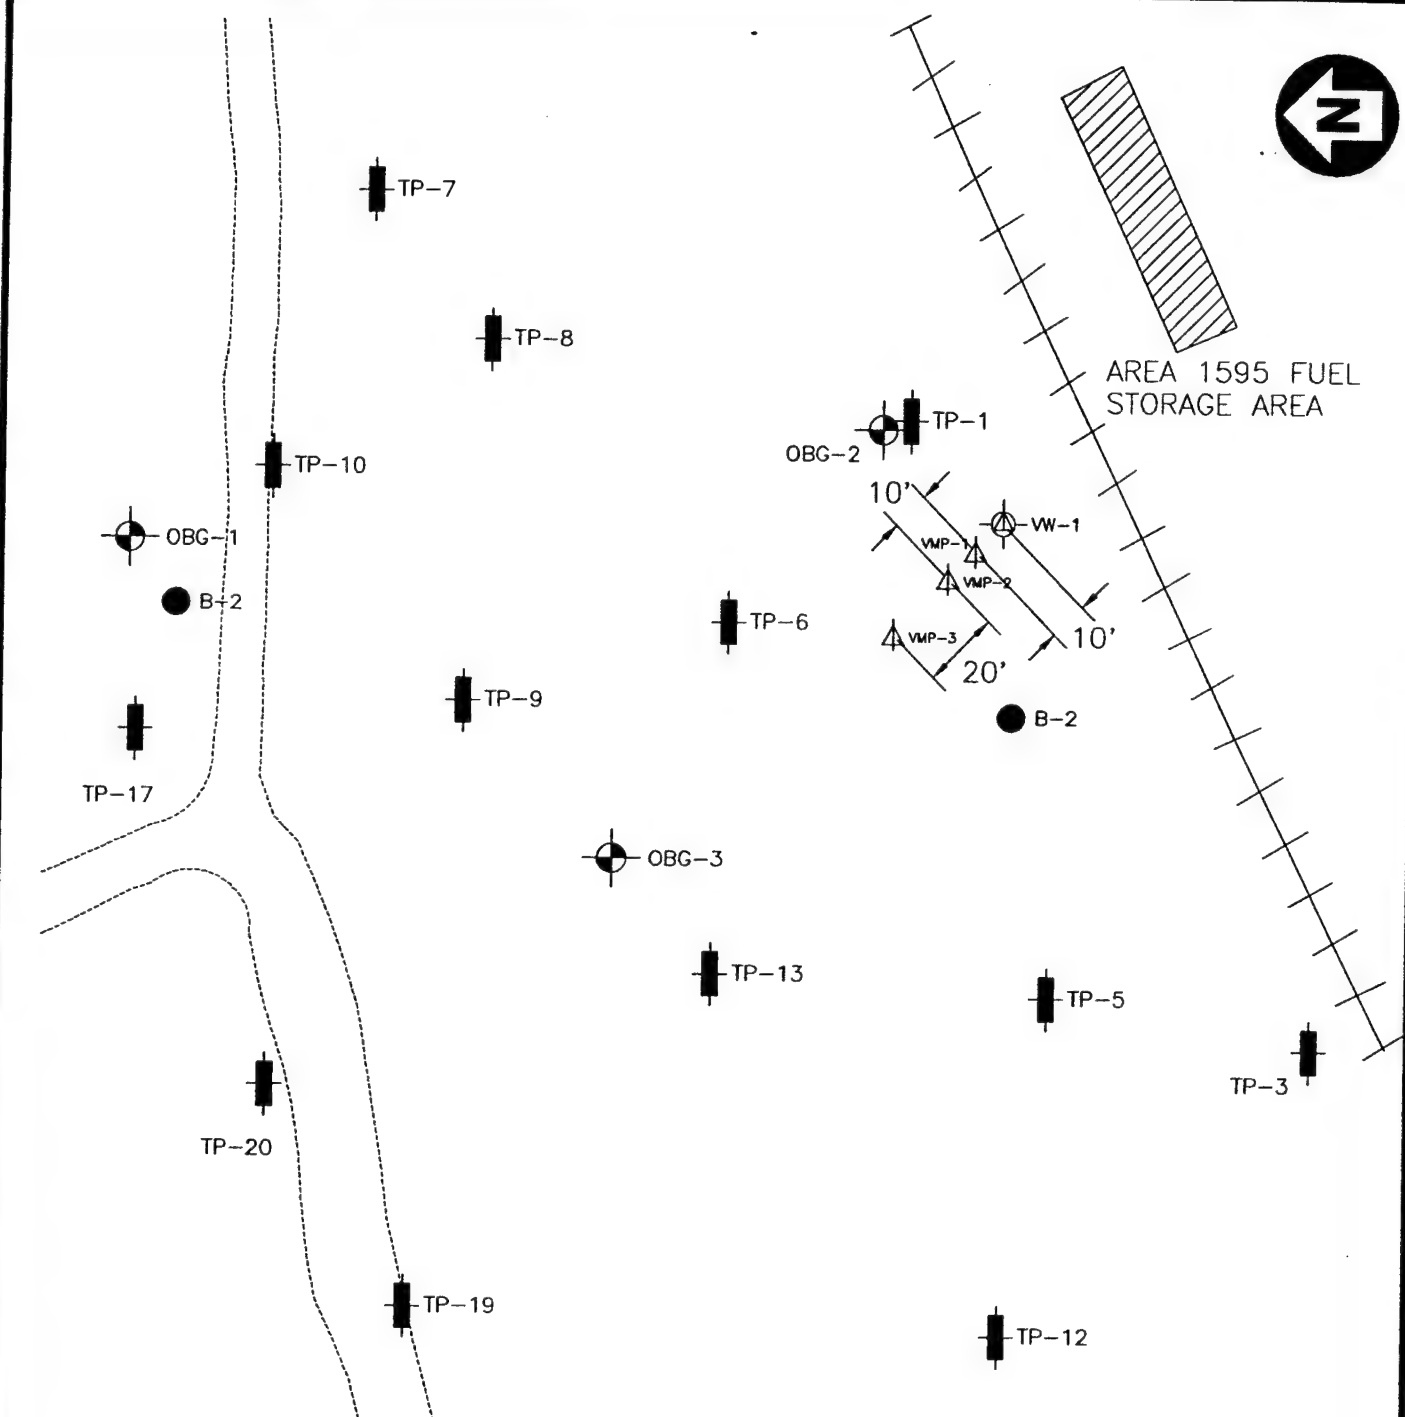 N
TP-7
TP-8
AREA 1595 FUEL
STORAGE AREA
TP-1
OBG-2
TP-10
10'
VW-1
OBG-1
VMP-1
VMP-2
B-2
TP-6
VMP-3
10'
20'
TP-9
B-2
TP-17
OBG-3
TP-13
TP-5
TP-3
TP-20
TP-19
TP-12